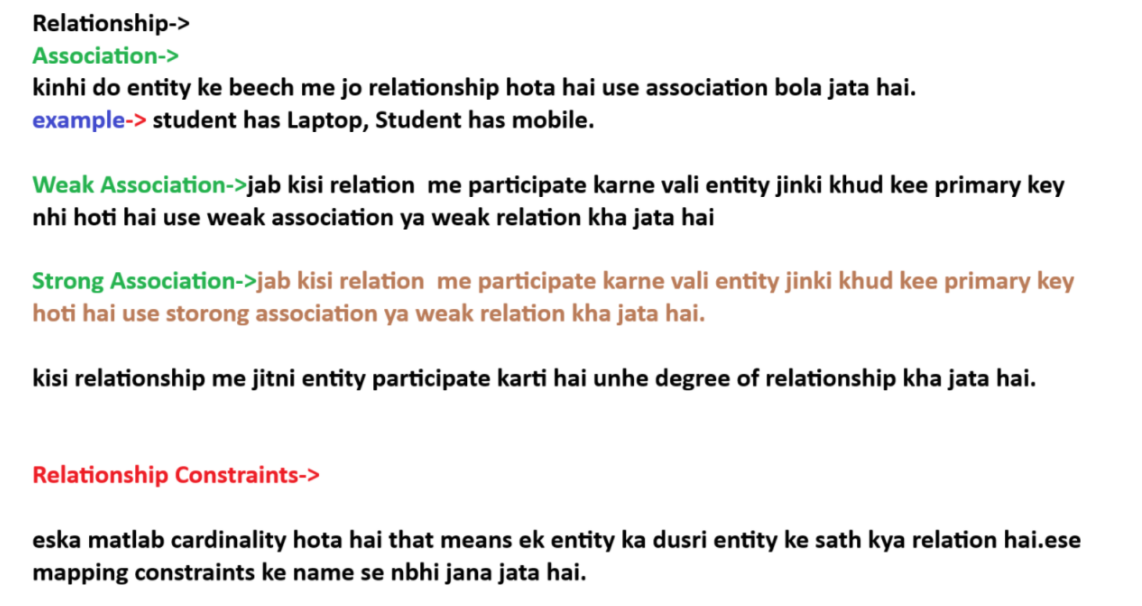 Relationship->
Association->
kinhi do entity ke beech me jo relationship hota hai use association bola jata hai.
example-> student has Laptop, Student has mobile.
Weak Association->jab kisi relation  me participate karne vali entity jinki khud kee primary key
nhi hoti hai use weak association ya weak relation kha jata hai
Strong Association->jab kisi relation  me participate karne vali entity jinki khud kee primary key
hoti hai use storong association ya weak relation kha jata hai.
kisi relationship me jitni entity participate karti hai unhe degree of relationship kha jata hai.
Relationship Constraints->
eska matlab cardinality hota hai that means ek entity ka dusri entity ke sath kya relation hai.ese
mapping constraints ke name se nbhi jana jata hai.